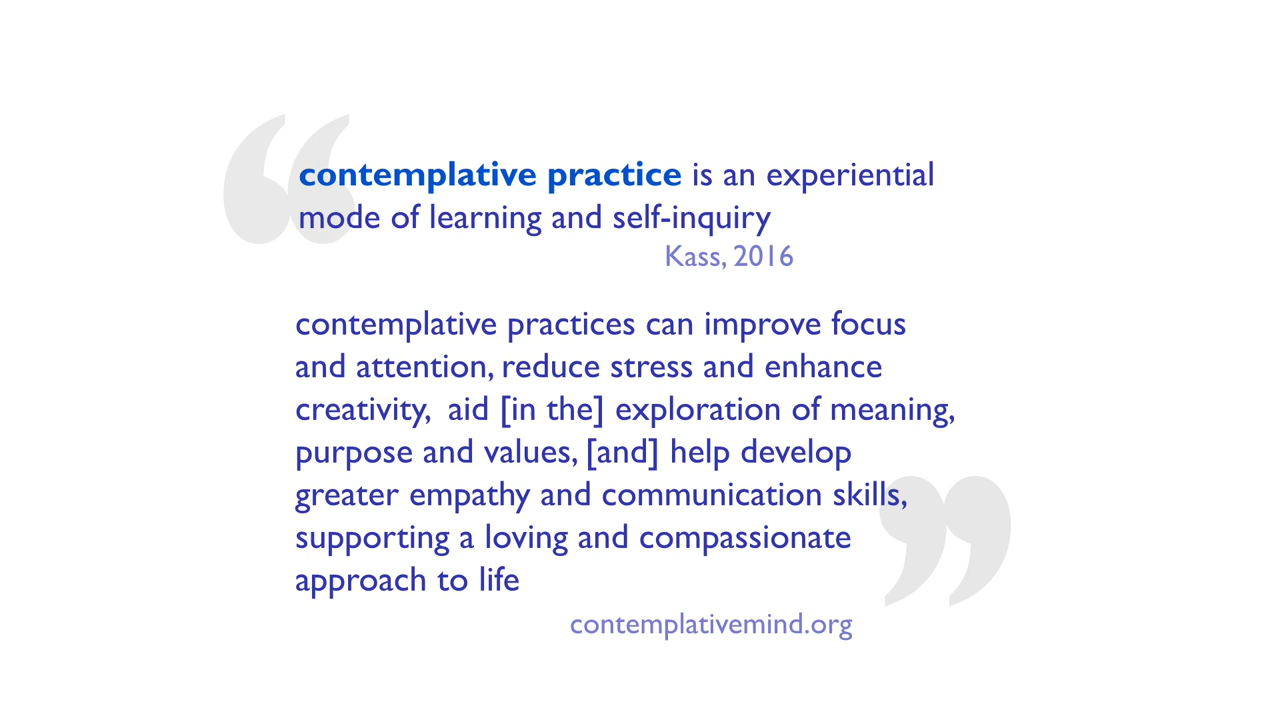 contemplative practice is an experiential
mode of learning and self-inquiry
Kass, 2016
contemplative practices can improve focus
and attention, reduce stress and enhance
creativity,  aid [in the] exploration of meaning,
purpose and values, [and] help develop
greater empathy and communication skills,
supporting a loving and compassionate
approach to life
contemplativemind.org